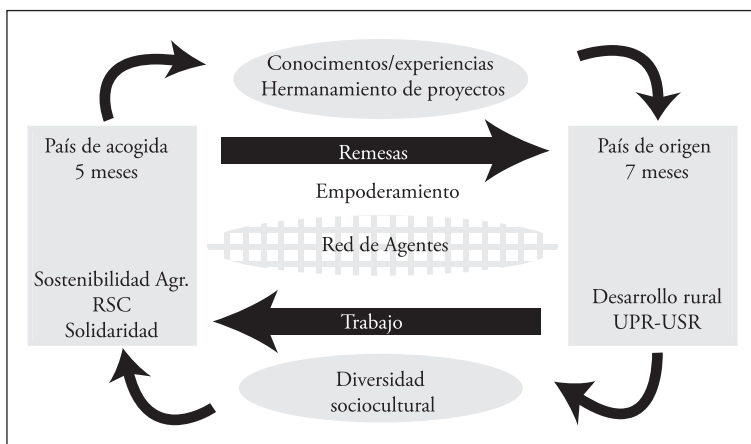 Conocimientos/experiencias
Hermanamiento de proyectos
País de acogida
5 meses
Remesas
País de origen
7 meses
Empoderamiento
Red de Agentes
Sostenibilidad Agr.
RSC
Solidaridad
Trabajo
Desarrollo rural
UPR-USR
Diversidad
sociocultural